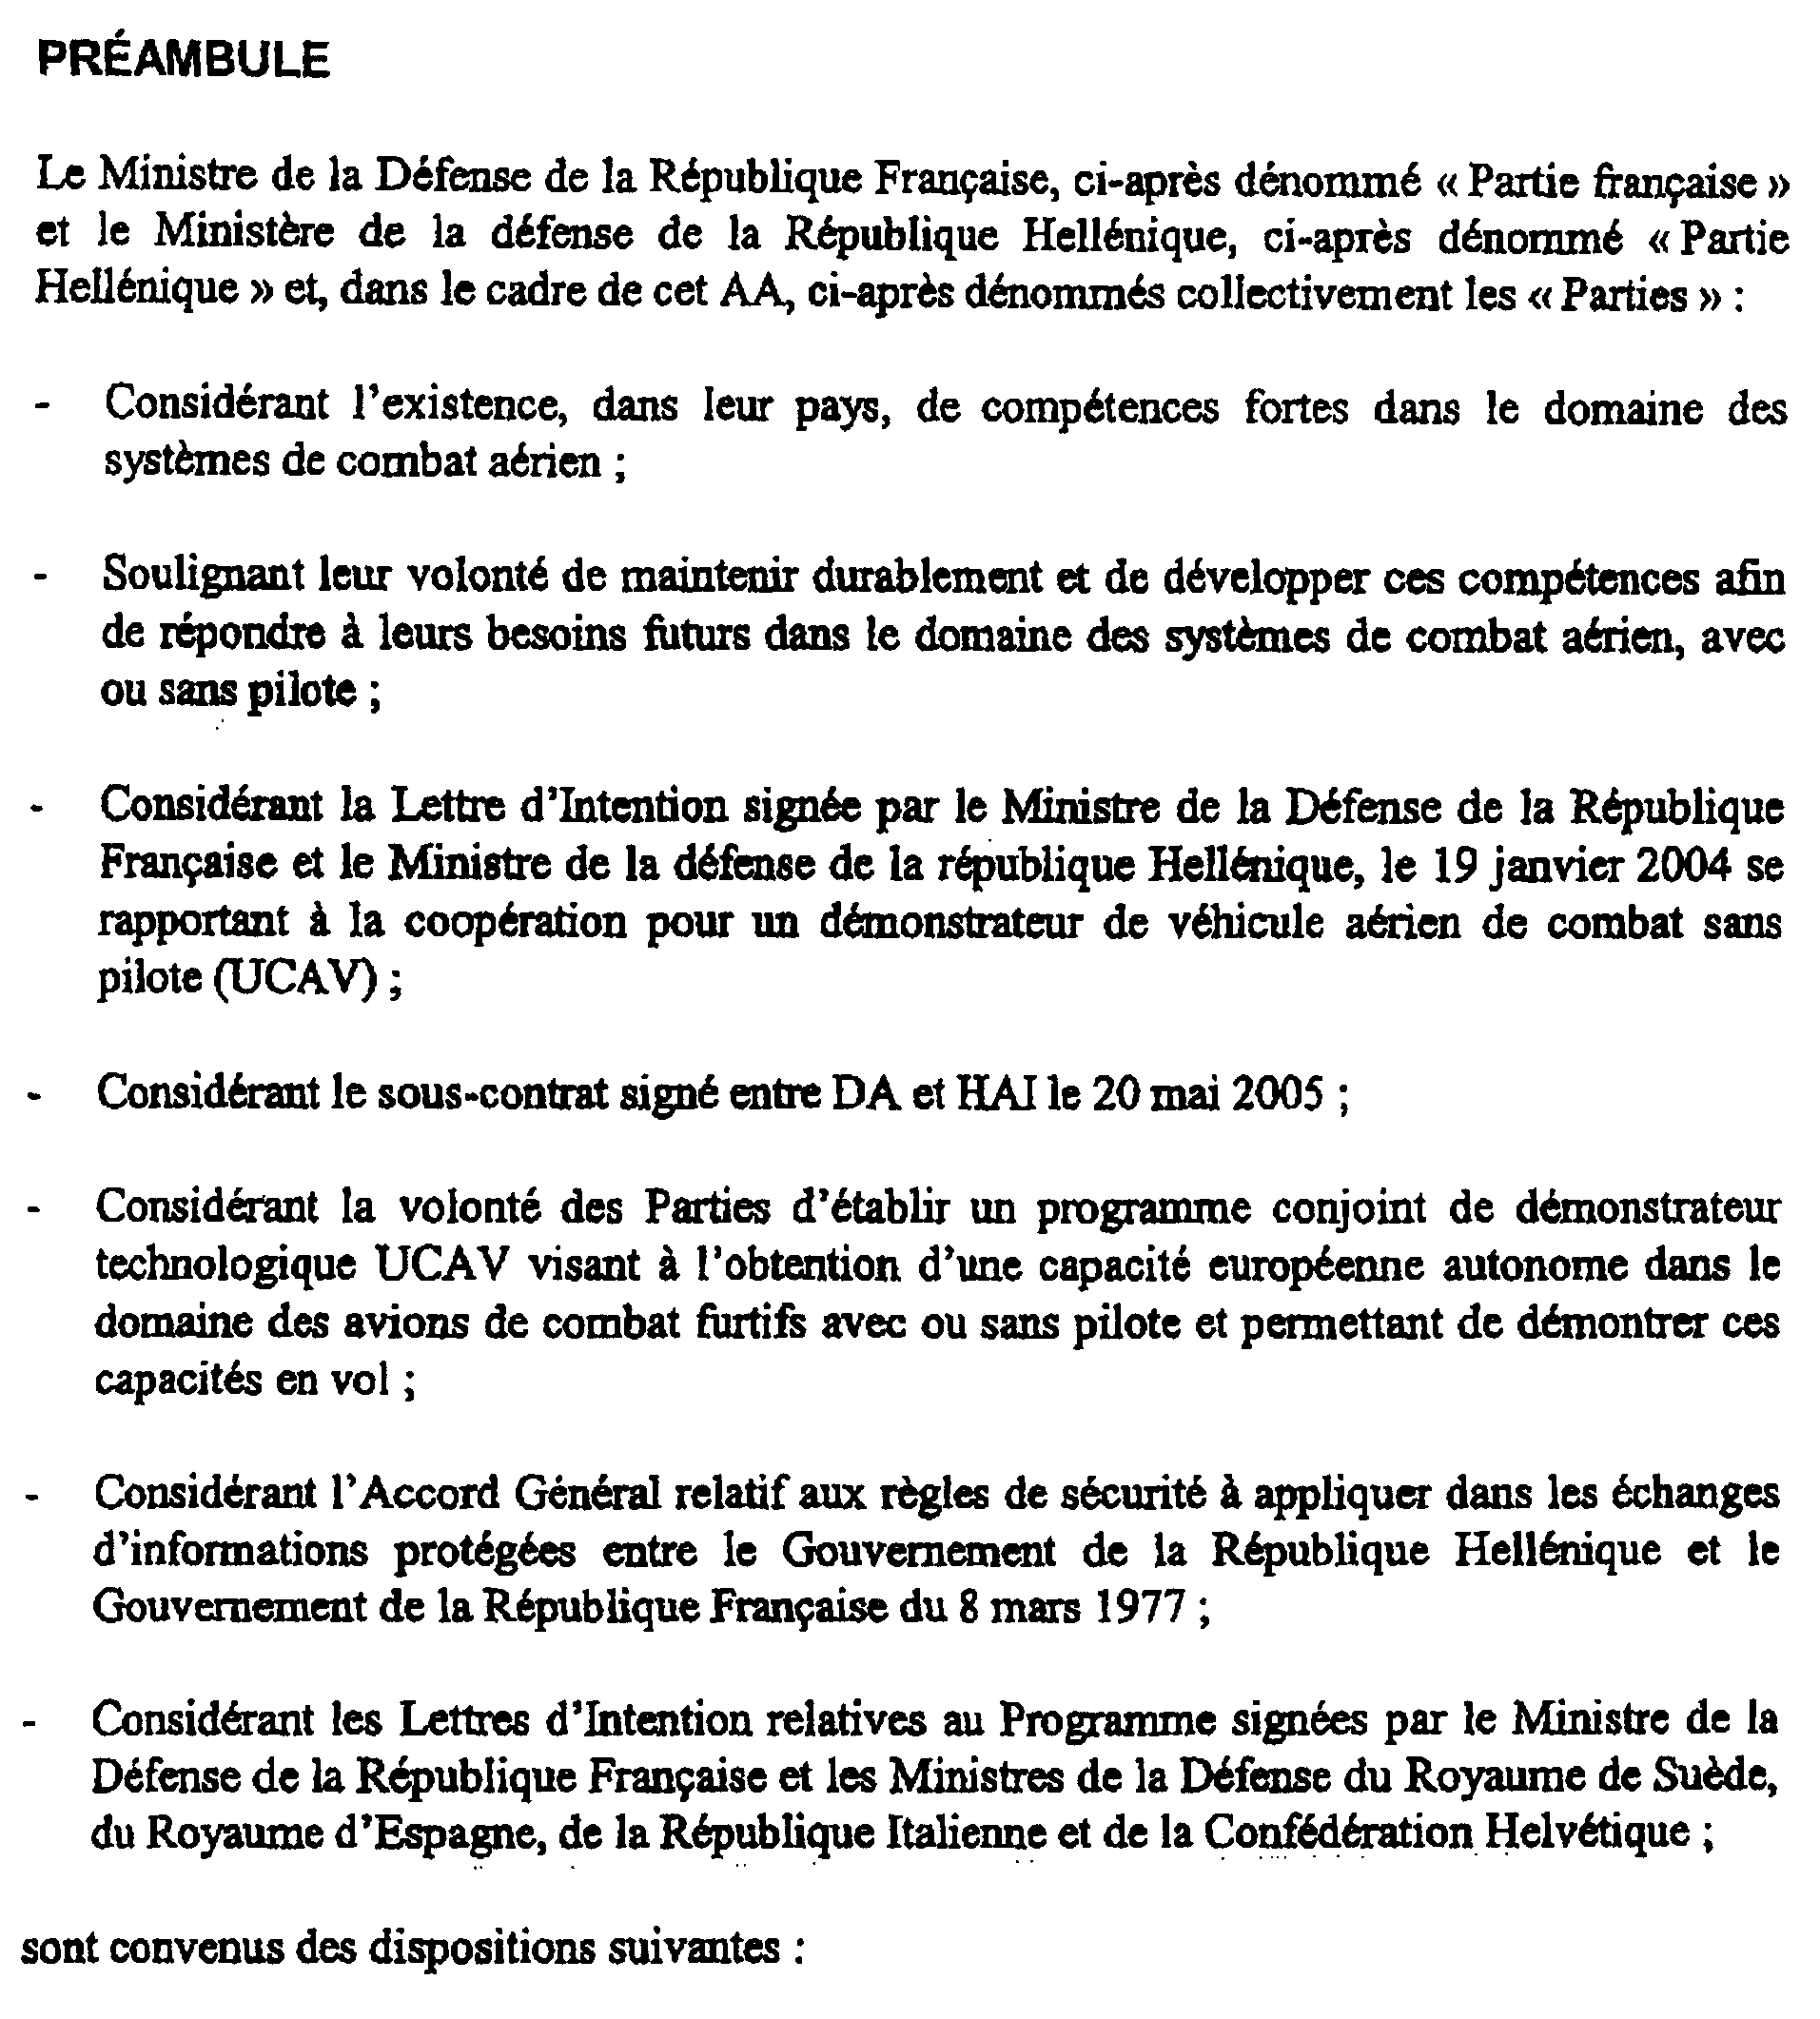 PRÉAMBULE
Le Ministre de la Défense de la République Française, ci-après dénommé « Partie française »
et le Ministère de la défense de la République Hellénique, ci-après dénommé « Partie
Hellénique » et, dans le cadre de cet AA, ci-après dénommés collectivement les « Parties » :
- Considérant l'existence, dans leur pays, de compétences fortes dans le domaine des
systèmes de combat aérien ;
- Soulignant leur volonté de maintenir durablement et de développer ces compétences afin
de répondre à leurs besoins futurs dans le domaine des systèmes de combat aérien, avec
ou sans pilote ;
- Considérant la Lettre d'Intention signée par le Ministre de la Défense de la République
Française et le Ministre de la défense de la république Hellénique, le 19 janvier 2004 se
rapportant à la coopération pour un démonstrateur de véhicule aérien de combat sans
pilote (UCAV) ;
- Considérant le sous-contrat signé entre DA et HAI le 20 mai 2005 ;
- Considérant la volonté des Parties d'établir un programme conjoint de démonstrateur
technologique UCAV visant à l'obtention d'une capacité européenne autonome dans le
domaine des avions de combat furtifs avec ou sans pilote et permettant de démontrer ces
capacités en vol ;
- Considérant l'Accord Général relatif aux règles de sécurité à appliquer dans les échanges
d'informations protégées entre le Gouvernement de la République Hellénique et le
Gouvernement de la République Française du 8 mars 1977 ;
- Considérant les Lettres d'Intention relatives au Programme signées par le Ministre de la
Défense de la République Française et les Ministres de la Défense du Royaume de Suède,
du Royaume d'Espagne, de la République Italienne et de la Confédération Helvétique ;
sont convenus des dispositions suivantes :